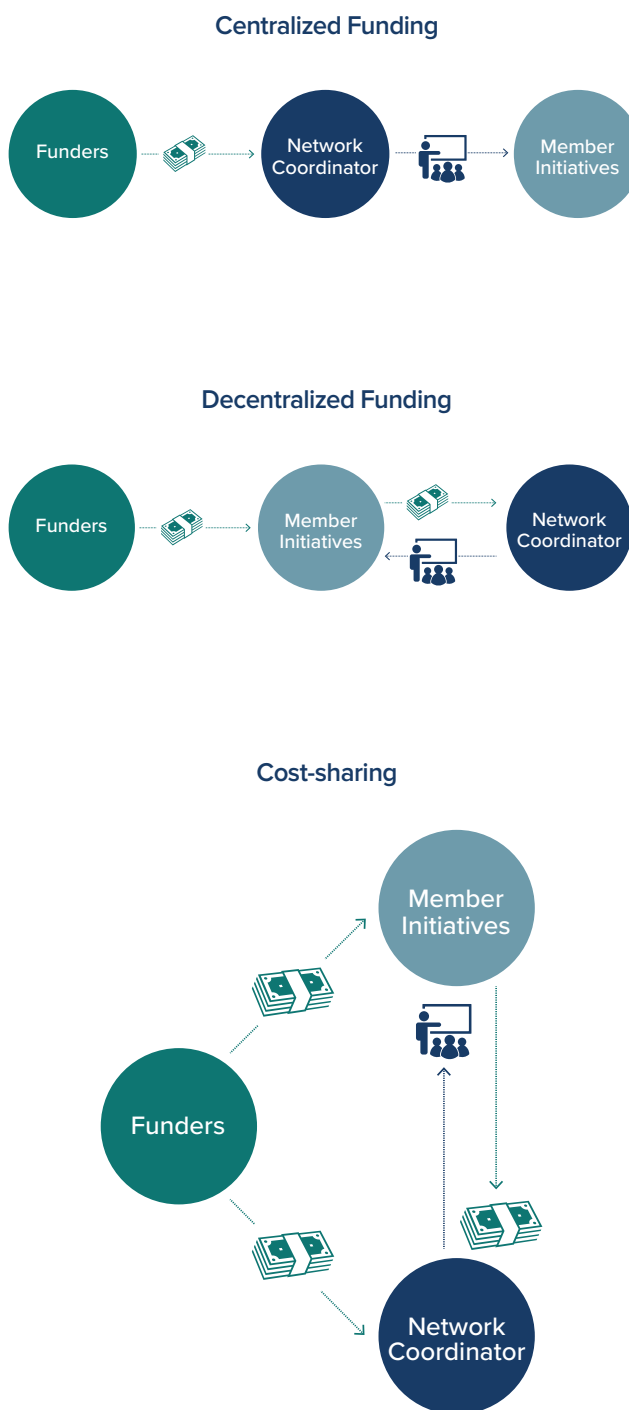 Centralized Funding
Funders
Network
Coordinator
Member
Initiatives
Decentralized Funding
Funders
Member
Initiatives
Network
Coordinator
Cost-sharing
Member
Initiatives
Funders
Network
Coordinator